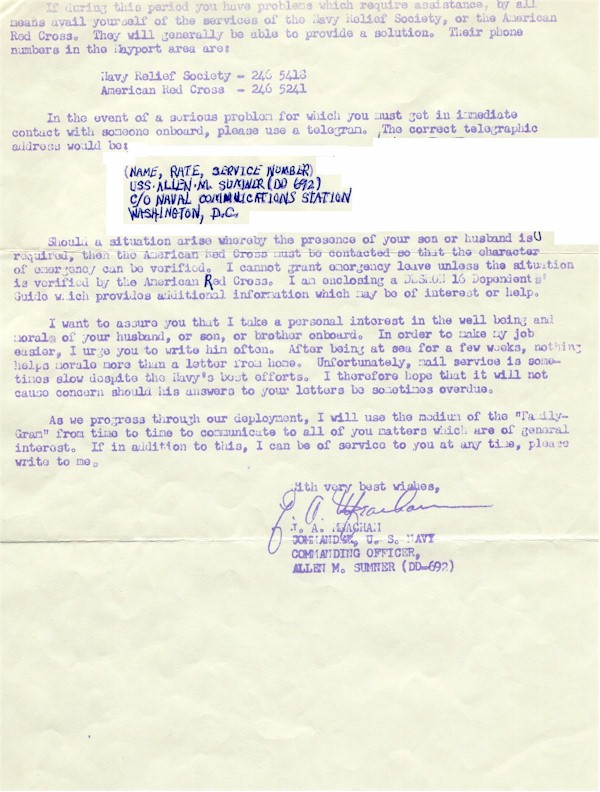 If during this period you have problems which require assistance, by all
means avail yourself of the services of the Navy Relief Society, or the American
Red Cross. They will generally be able to provide a solution. Their phone
numbers in the Mayport area are:
Navy Relief Society - 246 5418
American Red Cross - 246 5241
In the event of a serious problem for which you must get in immediate
contact with someone onboard, please use a telegram. The correct telegraphic
address would be:
(NAME, RATE, SERVICE NUMBER)
USS. ALLEN. M. SUMNER (DD 692)
C/O NAVAL COMMUNICATIONS STATION
WASHINGTON, D.C.
Should a situation arise whereby the presence of your son or husband is
required, then the American Red Cross must be contacted so that the character
of emergency can be verified. I cannot grant emergency leave unless the situation
is verified by the American Red Cross. I am enclosing a DESRON 16 Dependents'
Guide which provides additional information which may be of interest or help.
I want to assure you that I take a personal interest in the well being and
morale of your husband, or son, or brother onboard. In order to make my job
easier, I urge you to write him often. After being at sea for a few weeks, nothing
helps morale more than a letter from home. Unfortunately, mail service is some-
times slow despite the Navy's best efforts. I therefore hope that it will not
cause concern should his answers to your letters be sometimes overdue.
As we progress through our deployment, I will use the medium of the "Family-
Gram" from time to time to communicate to all of you matters which are of general
interest. If in addition to this, I can be of service to you at any time, please
write to me.
With very best wishes,
J. A. Meachan
J. A. MEACHAN
COMMANDER, U. S. NAVY
COMMANDING OFFICER,
ALLEN M. SUMNER (DD-692)